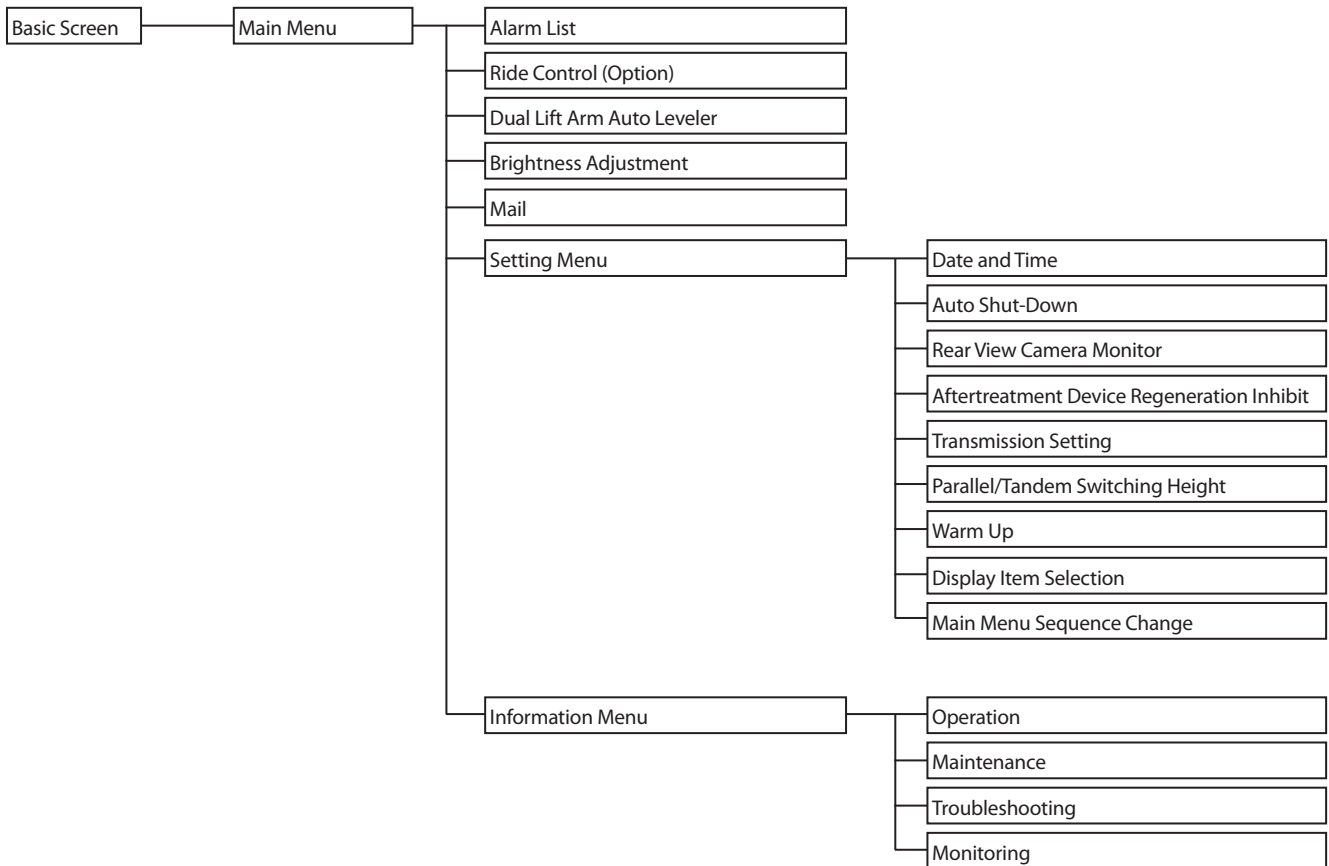 Basic Screen
Main Menu
Alarm List
Ride Control (Option)
Dual Lift Arm Auto Leveler
Brightness Adjustment
Mail
Setting Menu
Date and Time
Auto Shut-Down
Rear View Camera Monitor
Aftertreatment Device Regeneration Inhibit
Transmission Setting
Parallel/Tandem Switching Height
Warm Up
Display Item Selection
Main Menu Sequence Change
Information Menu
Operation
Maintenance
Troubleshooting
Monitoring